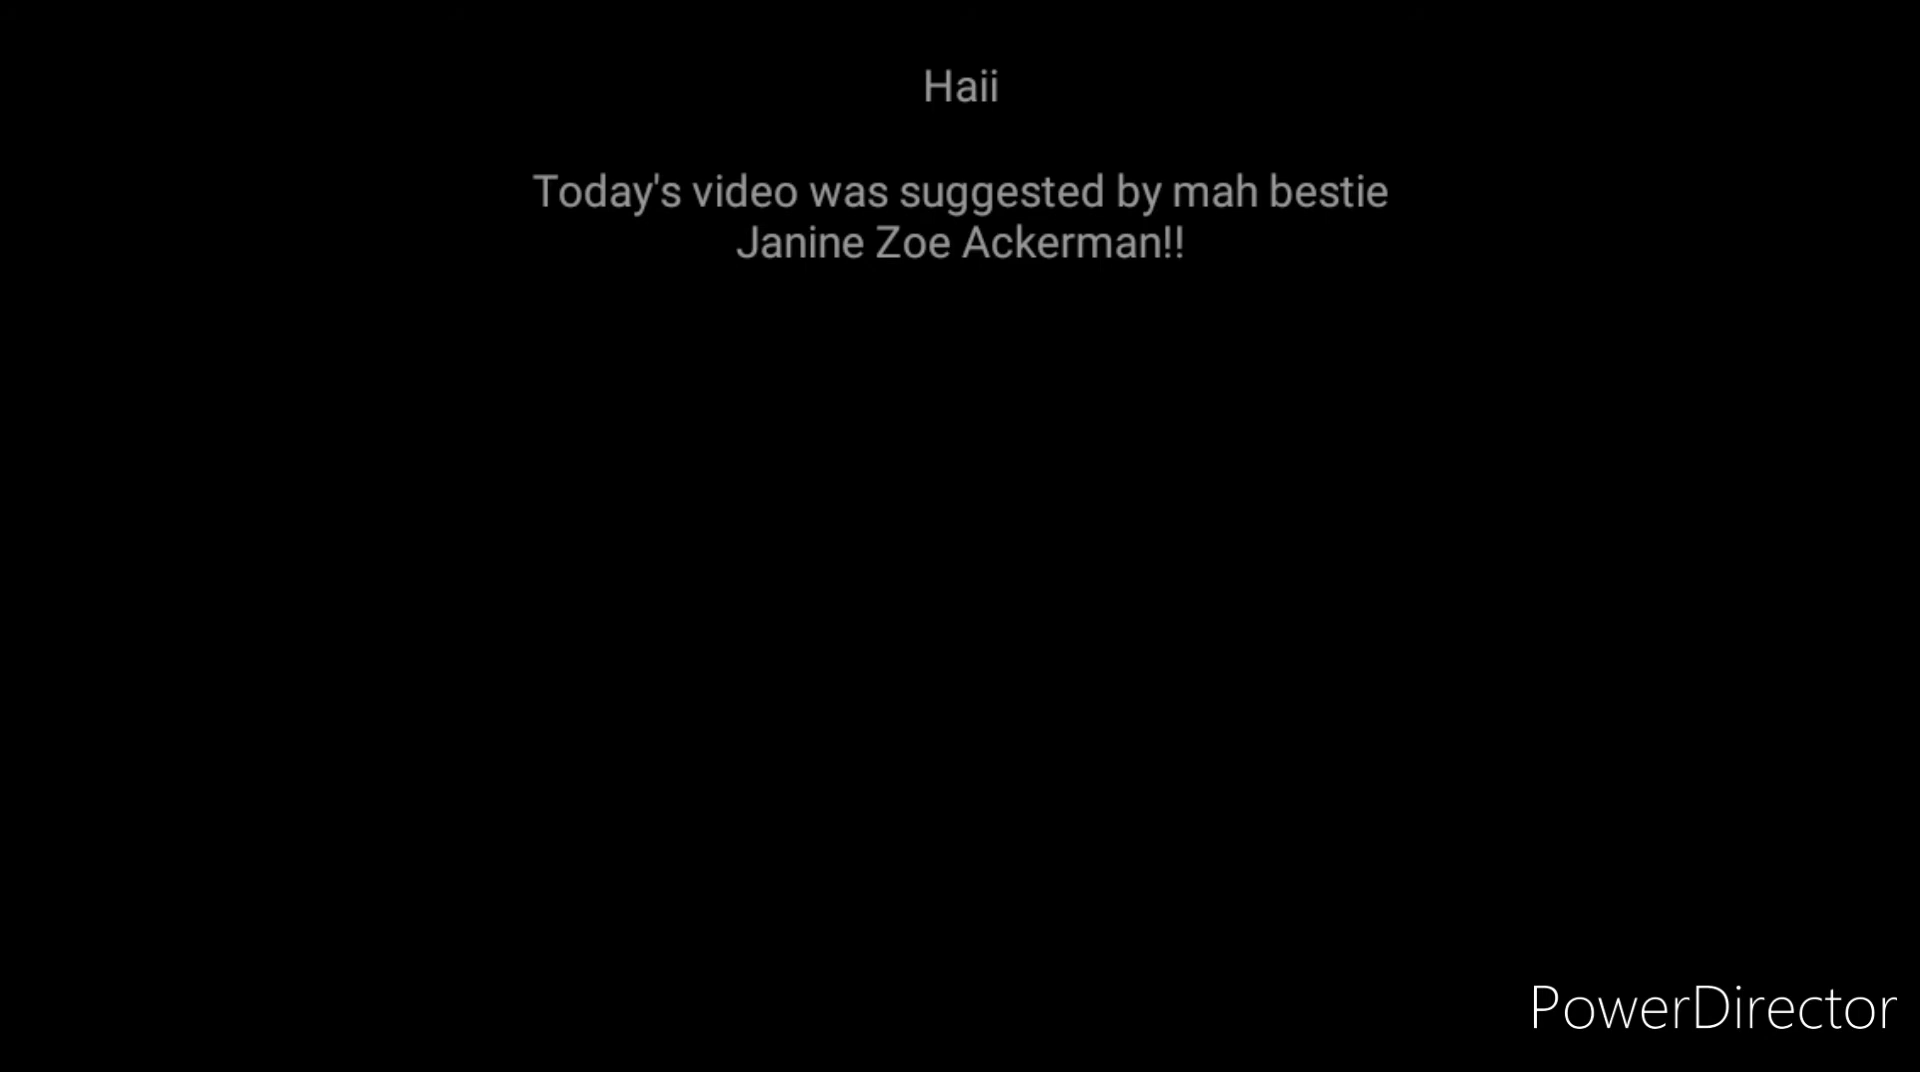 Haii
Today's video was suggested by mah bestie
Janine Zoe Ackerman!!
PowerDirector